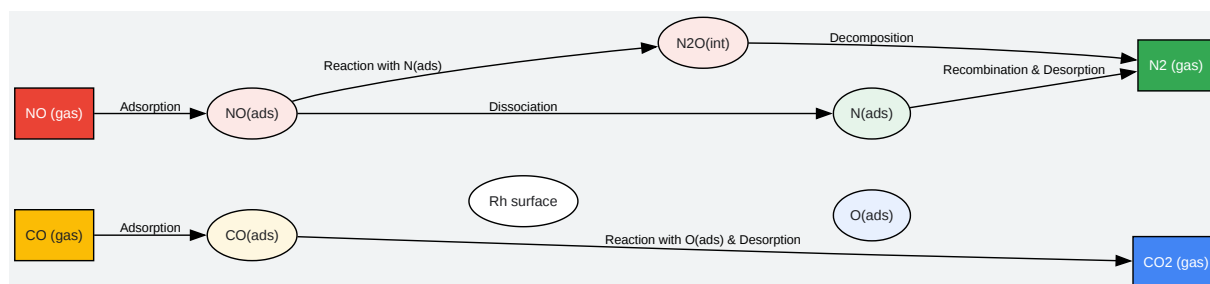 N2O(int)
Decomposition
N2 (gas)
Reaction with N(ads)
Recombination & Desorption
NO (gas)
Adsorption
NO(ads)
Dissociation
N(ads)
Rh surface
O(ads)
CO (gas)
Adsorption
CO(ads)
Reaction with O(ads) & Desorption
CO2 (gas)